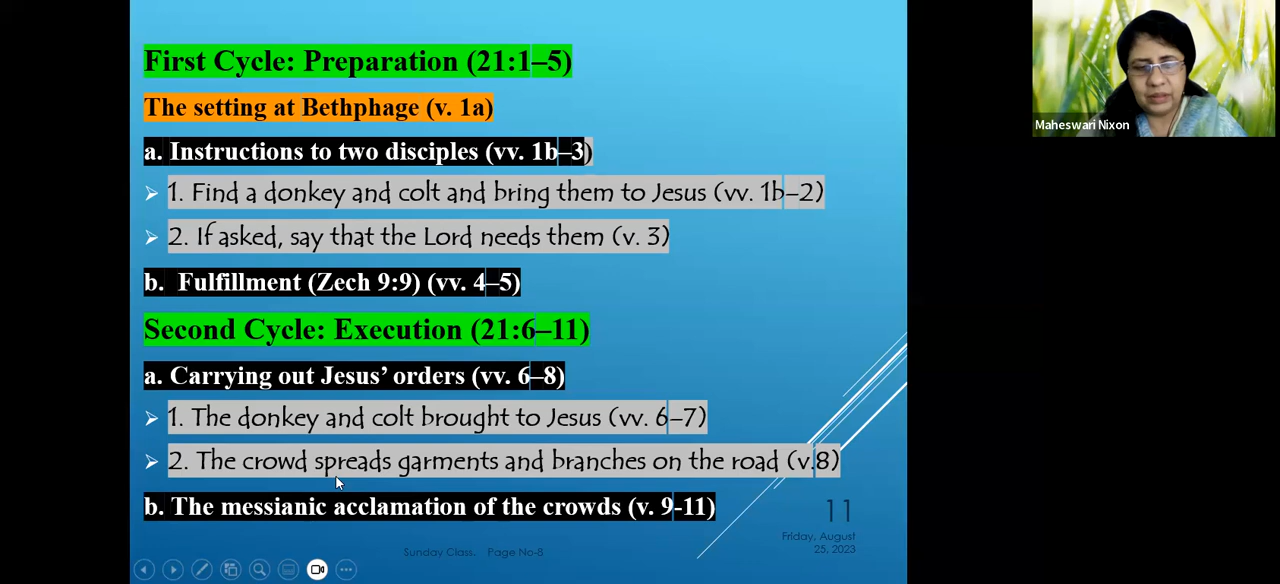 First Cycle: Preparation (21:1–5)
The setting at Bethphage (v. 1a)
a. Instructions to two disciples (vv. 1b–3)
1. Find a donkey and colt and bring them to Jesus (vv. 1b–2)
2. If asked, say that the Lord needs them (v. 3)
b. Fulfillment (Zech 9:9) (vv. 4–5)
Second Cycle: Execution (21:6–11)
a. Carrying out Jesus’ orders (vv. 6–8)
1. The donkey and colt brought to Jesus (vv. 6–7)
2. The crowd spreads garments and branches on the road (v.8)
b. The messianic acclamation of the crowds (v. 9-11)
11
Friday, August
25, 2023
Sunday Class. Page No-8
Maheswari Nixon